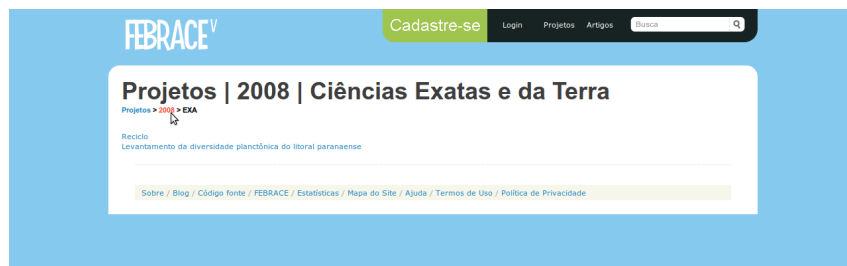 FEBRACE V
Cadastre-se Login Projetos Artigos Busca
Projetos | 2008 | Ciências Exatas e da Terra
Projetos > 2008 > EXA
Reciclo
Levantamento da diversidade planctônica do litoral paranaense
Sobre / Blog / Código fonte / FEBRACE / Estatísticas / Mapa do Site / Ajuda / Termos de Uso / Política de Privacidade